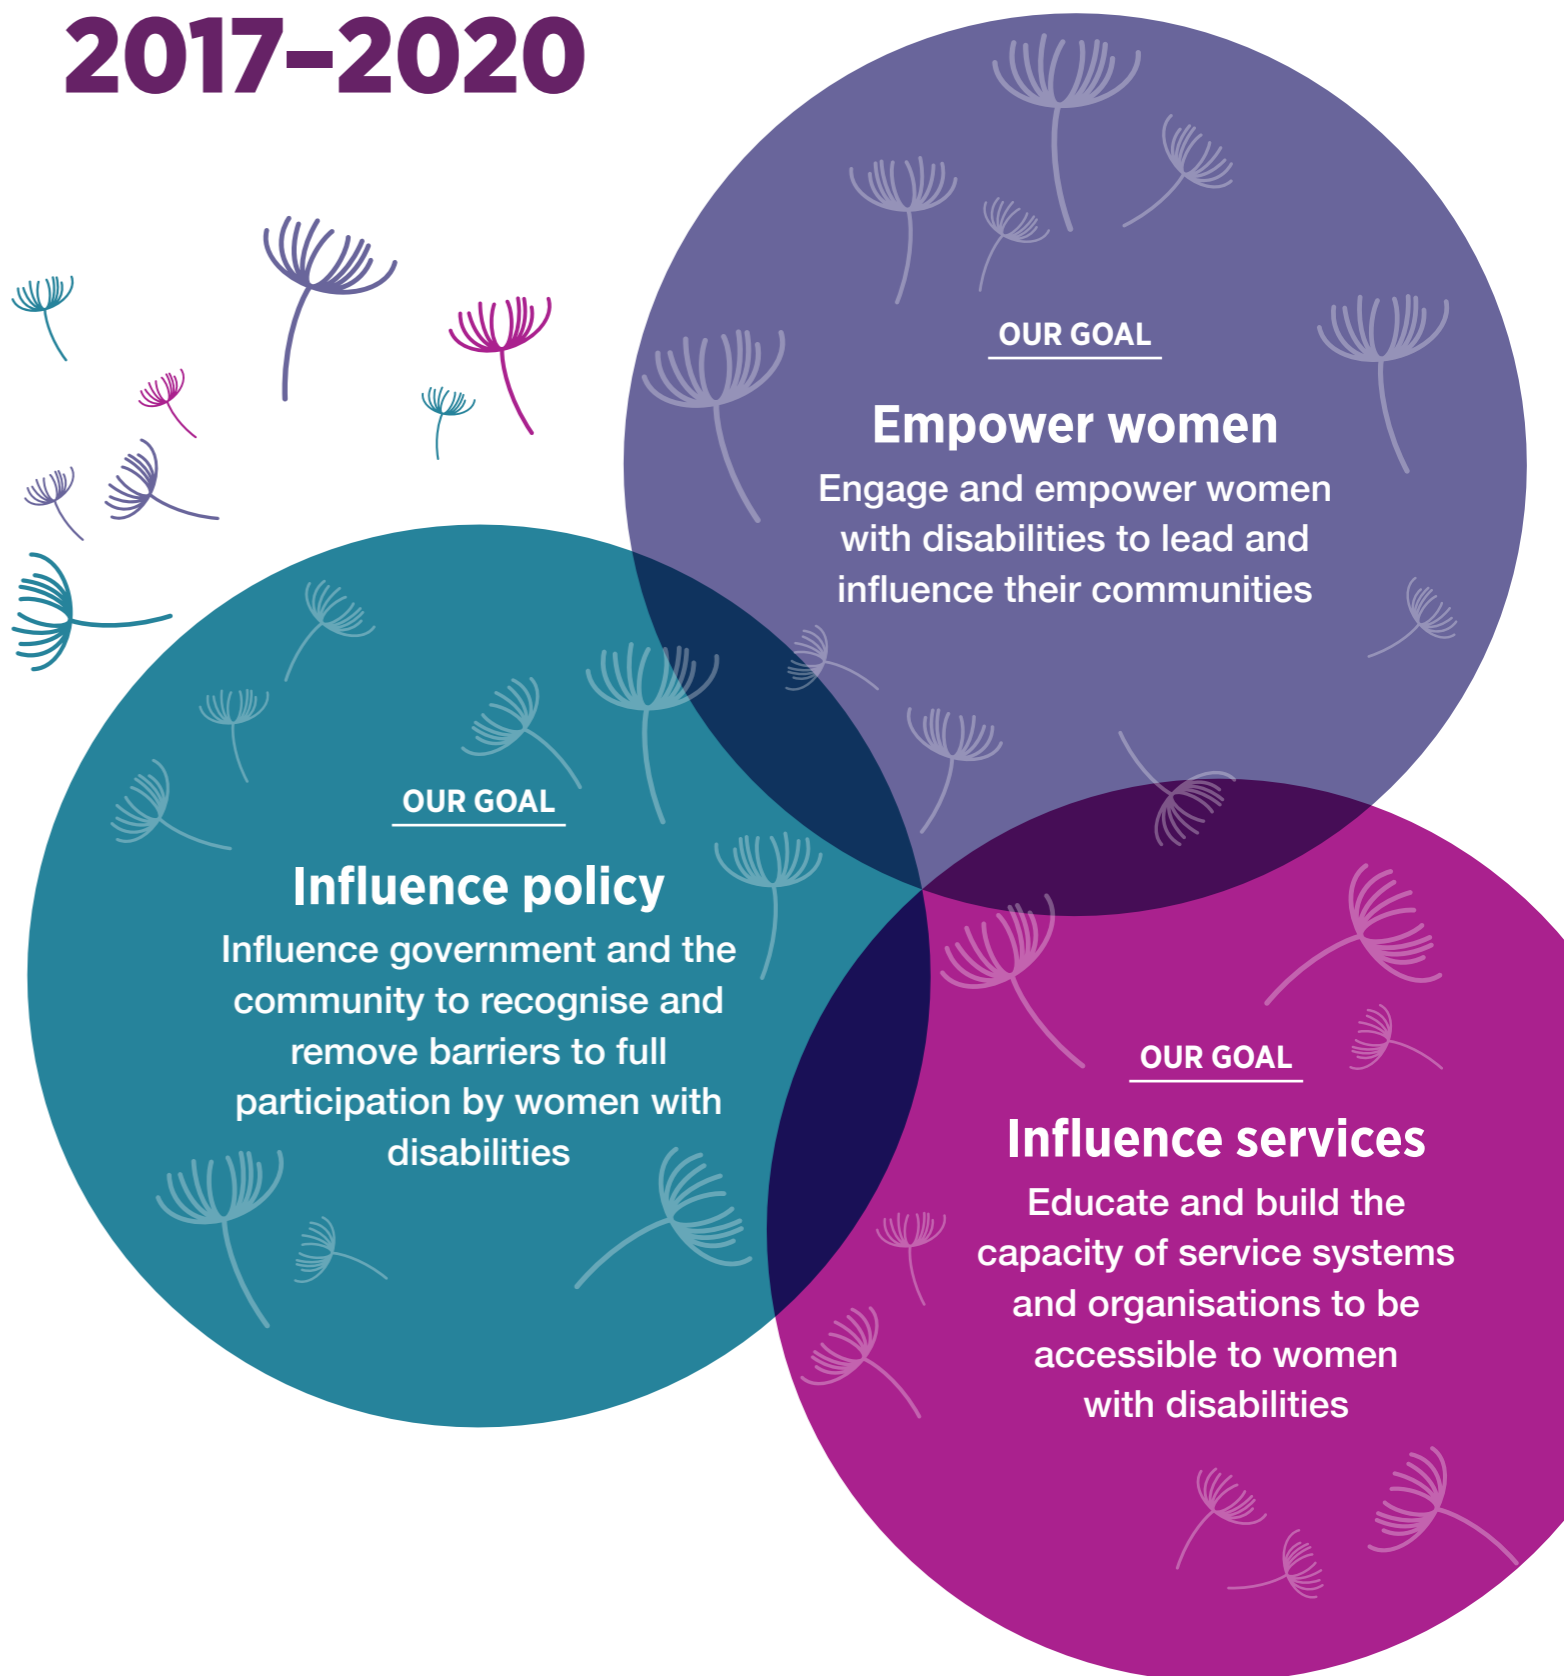 2017–2020
OUR GOAL
Empower women
Engage and empower women
with disabilities to lead and
influence their communities
OUR GOAL
Influence policy
Influence government and the
community to recognise and
remove barriers to full
participation by women with
disabilities
OUR GOAL
Influence services
Educate and build the
capacity of service systems
and organisations to be
accessible to women
with disabilities